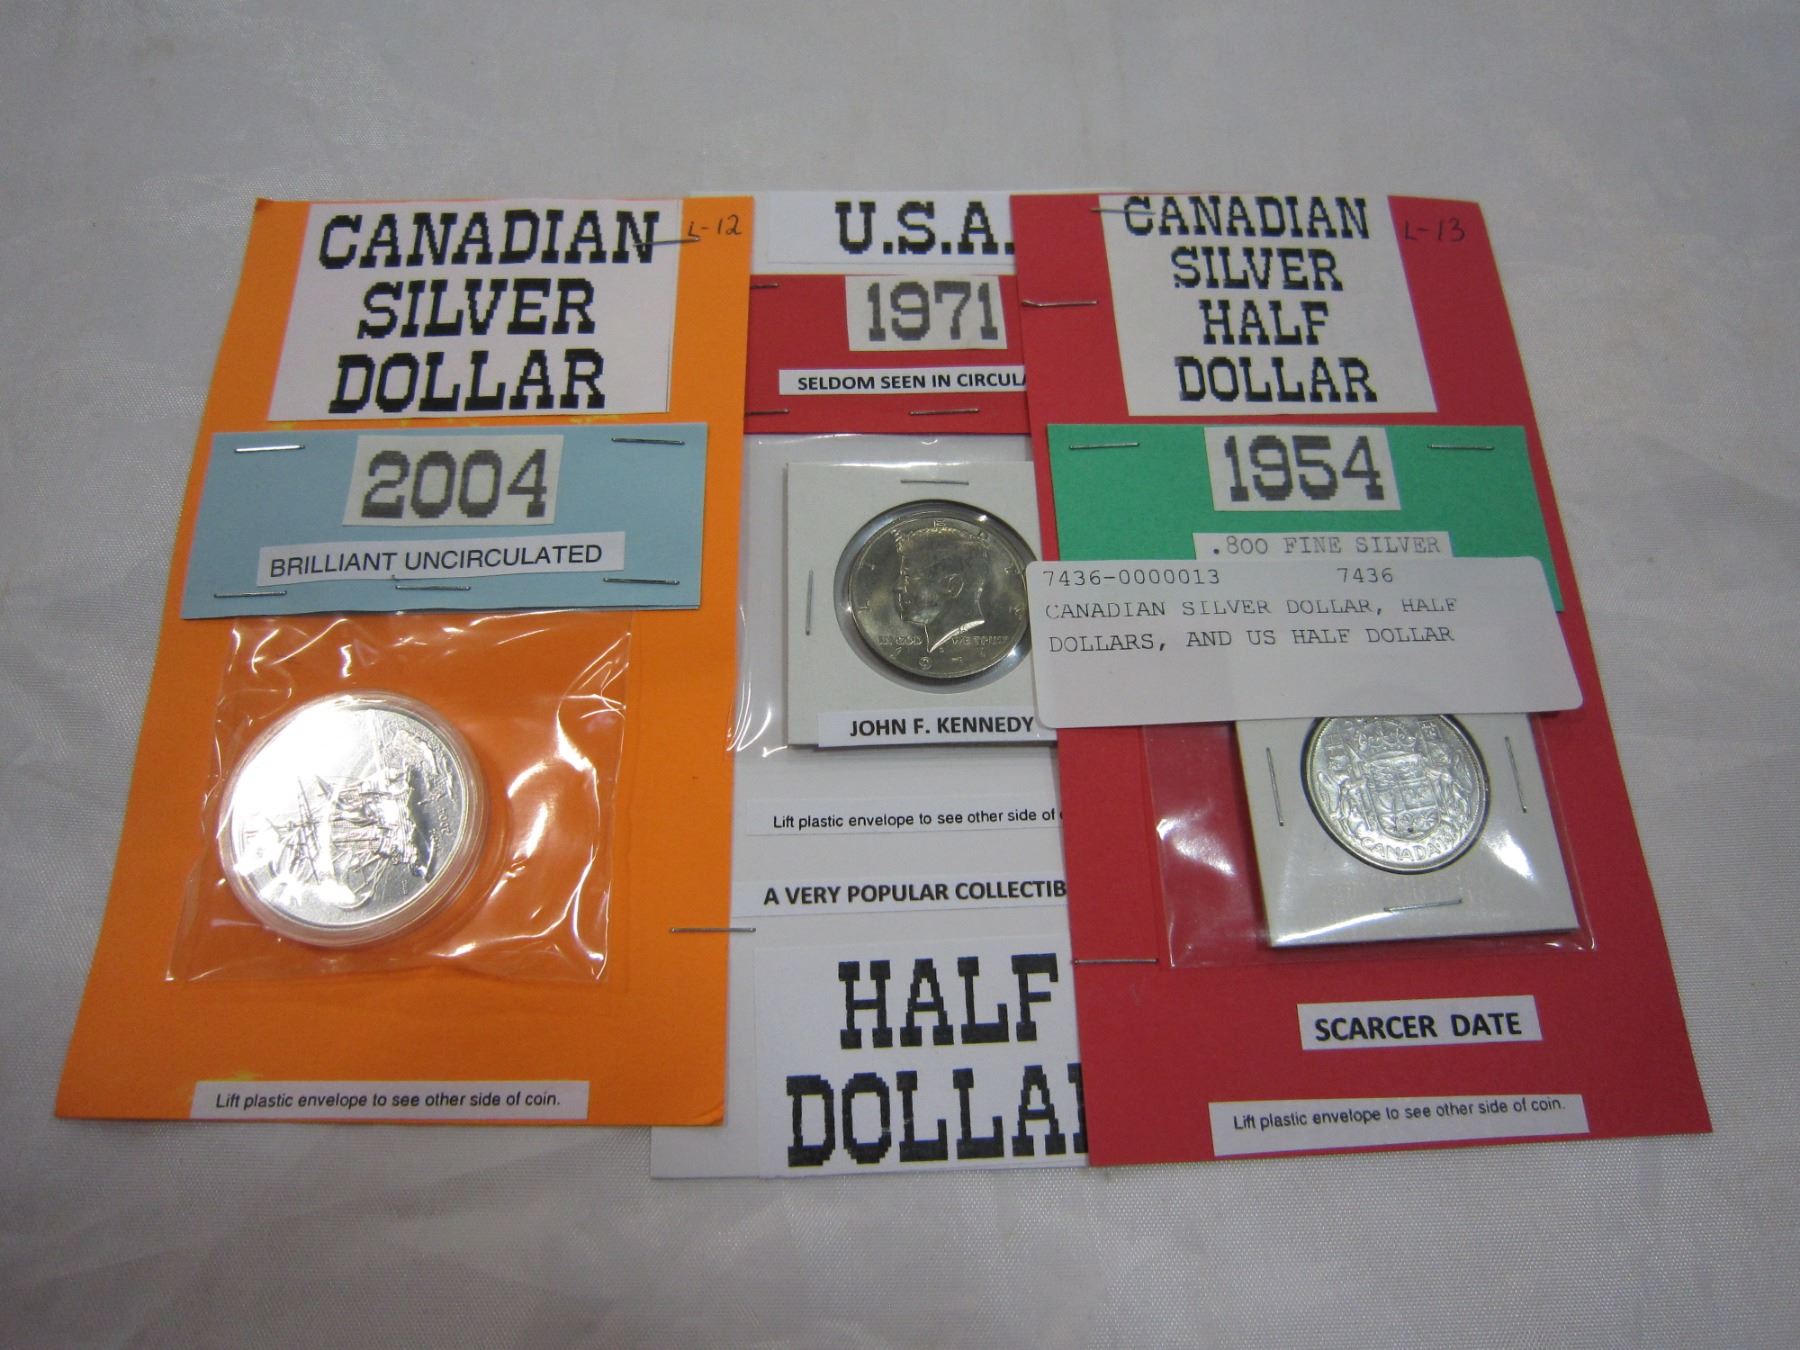 CANADIAN
SILVER
DOLLAR
L-12
2004
BRILLIANT UNCIRCULATED
Lift plastic envelope to see other side of coin.
U.S.A.
1971
SELDOM SEEN IN
JOHN F. KENNEDY
Lift plastic envelope to see other side of
A VERY POPULAR
HALF
CANADIAN
SILVER
HALF
DOLLAR
L-13
1954
.800 FINE SILVER
7436-0000013 7436
CANADIAN SILVER DOLLAR, HALF
DOLLARS, AND US HALF DOLLAR
CANADA
SCARCER DATE
Lift plastic envelope to see other side of coin.